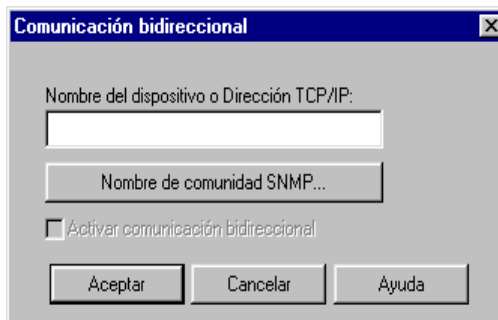 Comunicación bidireccional
Nombre del dispositivo o Dirección TCP/IP:
Nombre de comunidad SNMP...
Activar comunicación bidireccional
Aceptar Cancelar Ayuda